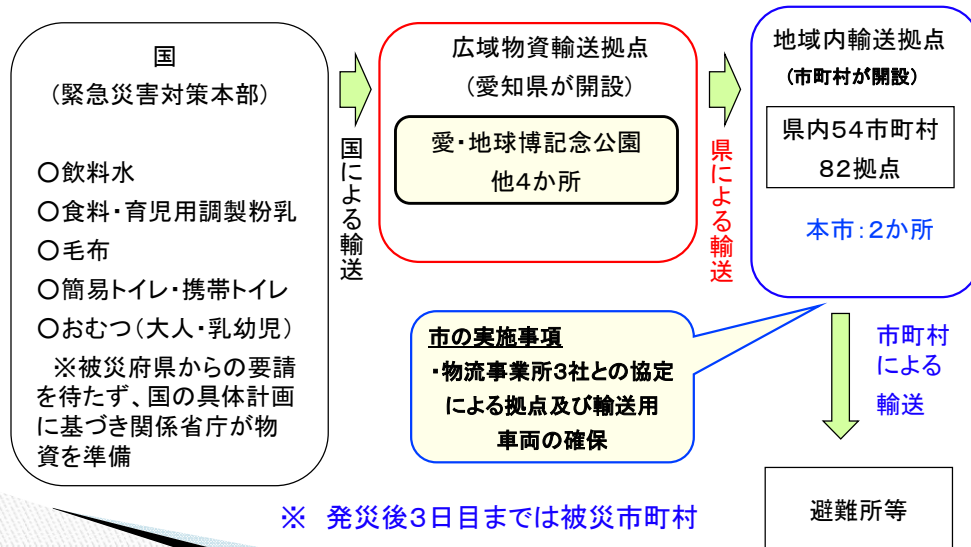 国
(緊急災害対策本部)
○飲料水
○食料・育児用調製粉乳
○毛布
○簡易トイレ・携帯トイレ
○おむつ(大人・乳幼児)
※被災府県からの要請
を待たず、国の具体計画
に基づき関係省庁が物
資を準備
国による輸送
広域物資輸送拠点
(愛知県が開設)
愛・地球博記念公園
他4か所
県による輸送
地域内輸送拠点
(市町村が開設)
県内54市町村
82拠点
本市:2か所
市の実施事項
・物流事業所3社との協定
による拠点及び輸送用
車両の確保
市町村
による
輸送
避難所等
※ 発災後3日目までは被災市町村